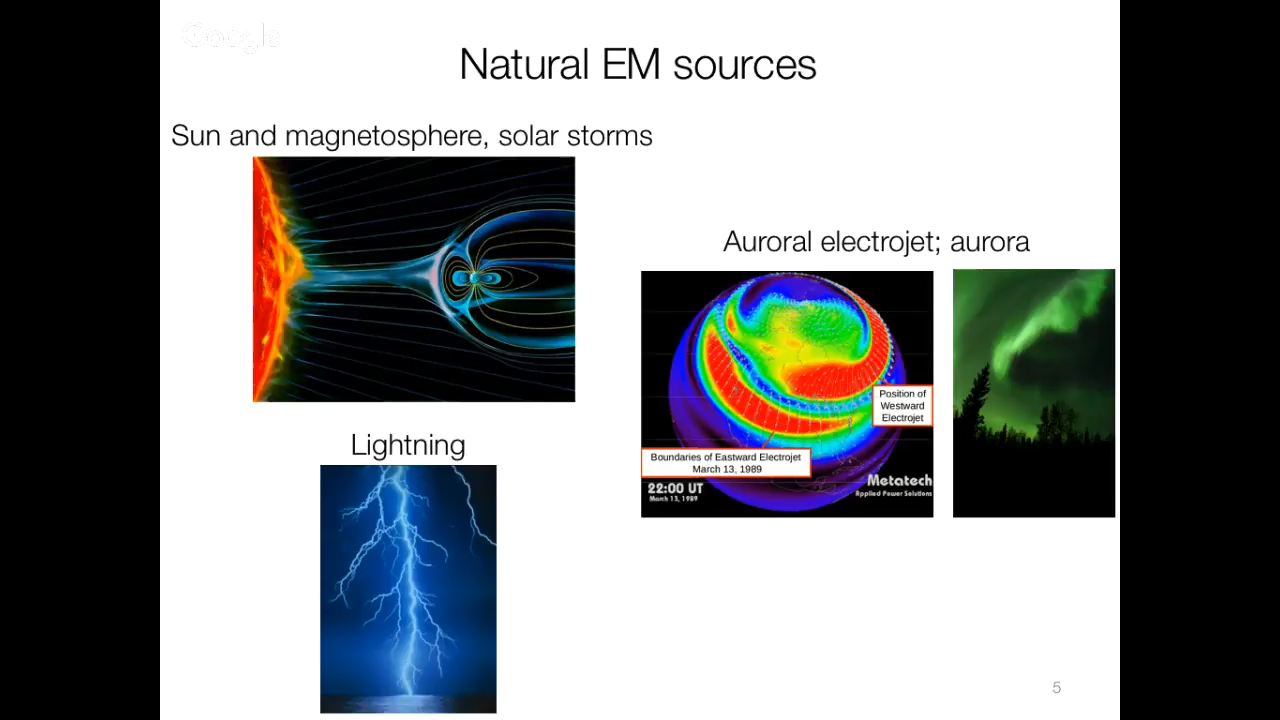 Google
Natural EM sources
Sun and magnetosphere, solar storms
Auroral electrojet; aurora
Position of
Westward
Electrojet
Boundaries of Eastward Electrojet
March 13, 1989
22:00 UT
March 13, 1989
Metatech
Applied Power Solutions
Lightning
5